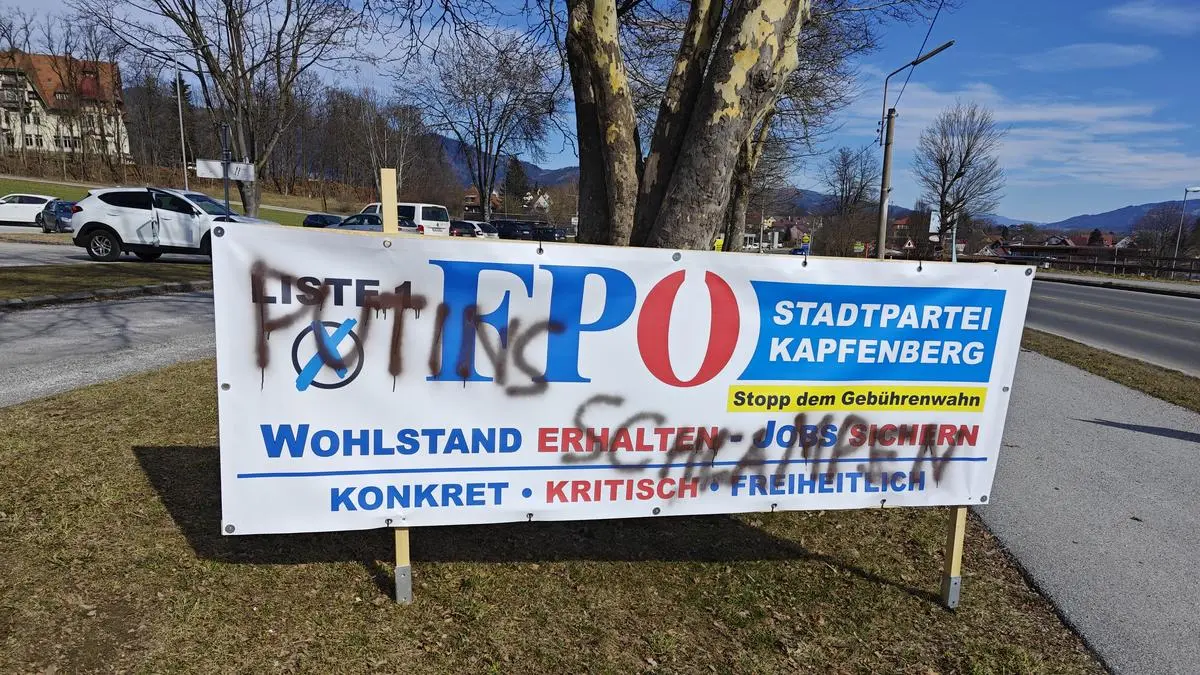 LISTE 1
FPÖ
STADTPARTEI
KAPFENBERG
Stopp dem Gebührenwahn
WOHLSTAND ERHALTEN - JOBS SICHERN
KONKRET • KRITISCH • FREIHEITLICH
PUTINS
SCHLAMPEN